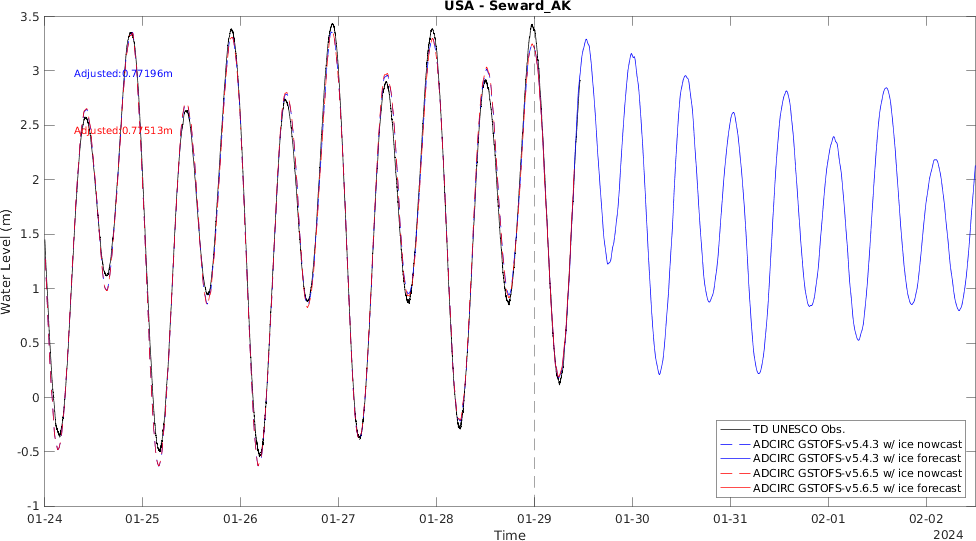 USA - Seward_AK
3.5
3
2.5
2
1.5
1
0.5
0
-0.5
-1
Water Level (m)
Adjusted:0.77196m
Adjusted:0.77513m
TD UNESCO Obs.
ADCIRC GSTOFS-v5.4.3 w/ ice nowcast
ADCIRC GSTOFS-v5.4.3 w/ ice forecast
ADCIRC GSTOFS-v5.6.5 w/ ice nowcast
ADCIRC GSTOFS-v5.6.5 w/ ice forecast
01-24 01-25 01-26 01-27 01-28 01-29 01-30 01-31 02-01 02-02
Time
2024